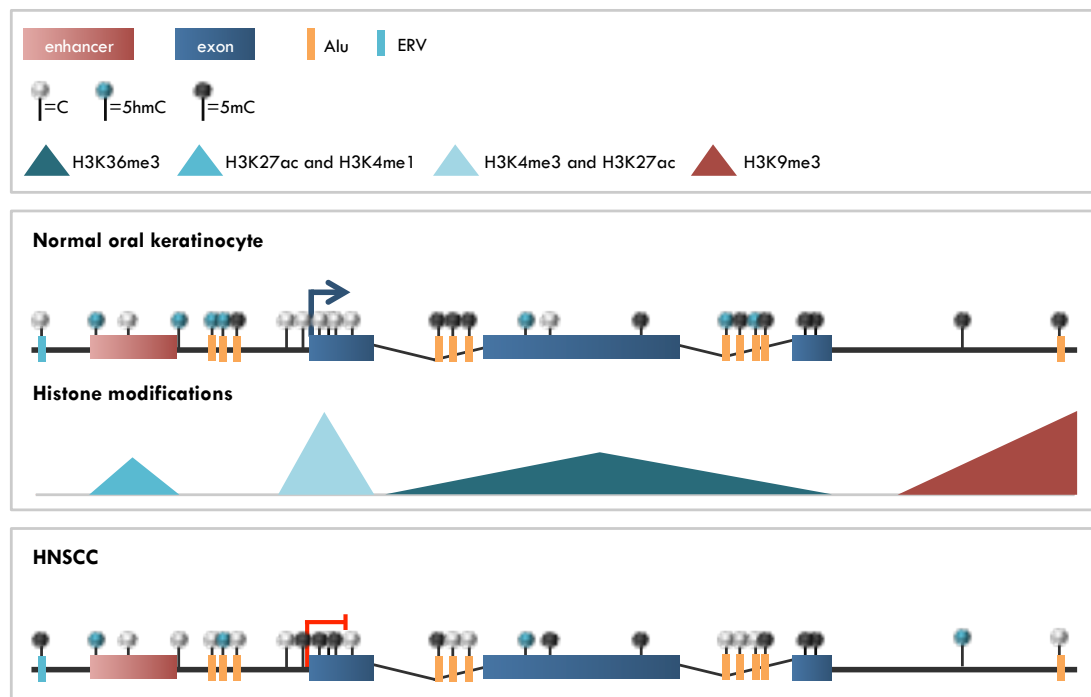 enhancer exon Alu ERV
=C =5hmC =5mC
H3K36me3 H3K27ac and H3K4me1 H3K4me3 and H3K27ac H3K9me3
Normal oral keratinocyte
Histone modifications
HNSCC